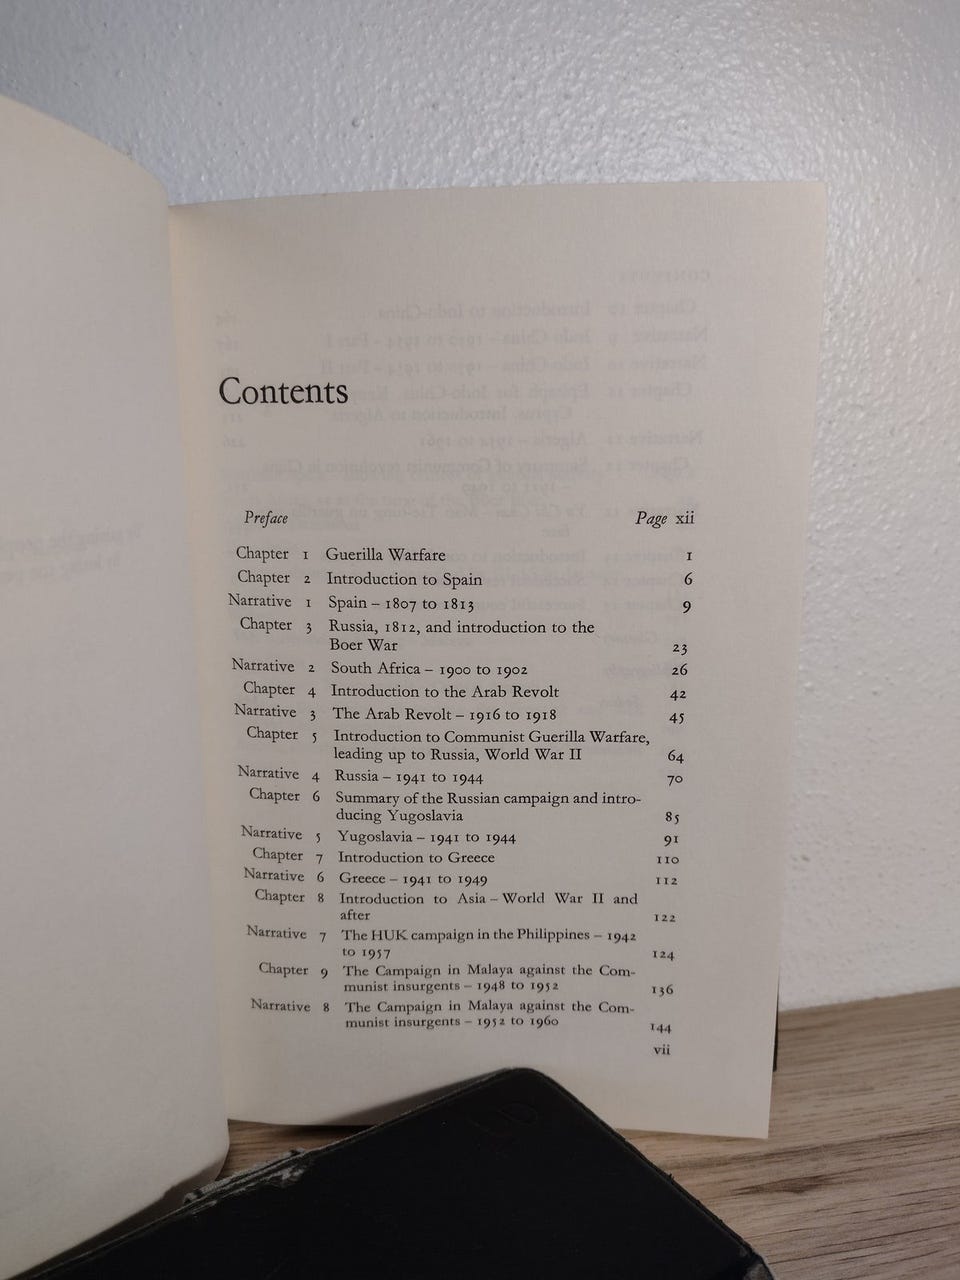 Contents
Preface Page xii
Chapter 1 Guerilla Warfare 1
Chapter 2 Introduction to Spain 6
Narrative 1 Spain – 1807 to 1813 9
Chapter 3 Russia, 1812, and introduction to the
Boer War 23
Narrative 2 South Africa – 1900 to 1902 26
Chapter 4 Introduction to the Arab Revolt 42
Narrative 3 The Arab Revolt – 1916 to 1918 45
Chapter 5 Introduction to Communist Guerilla Warfare,
leading up to Russia, World War II 64
Narrative 4 Russia – 1941 to 1944 70
Chapter 6 Summary of the Russian campaign and intro-
ducing Yugoslavia 85
Narrative 5 Yugoslavia – 1941 to 1944 91
Chapter 7 Introduction to Greece 110
Narrative 6 Greece – 1941 to 1949 112
Chapter 8 Introduction to Asia – World War II and
after 122
Narrative 7 The HUK campaign in the Philippines – 1942
to 1957 124
Chapter 9 The Campaign in Malaya against the Com-
munist insurgents – 1948 to 1952 136
Narrative 8 The Campaign in Malaya against the Com-
munist insurgents – 1952 to 1960 144
vii